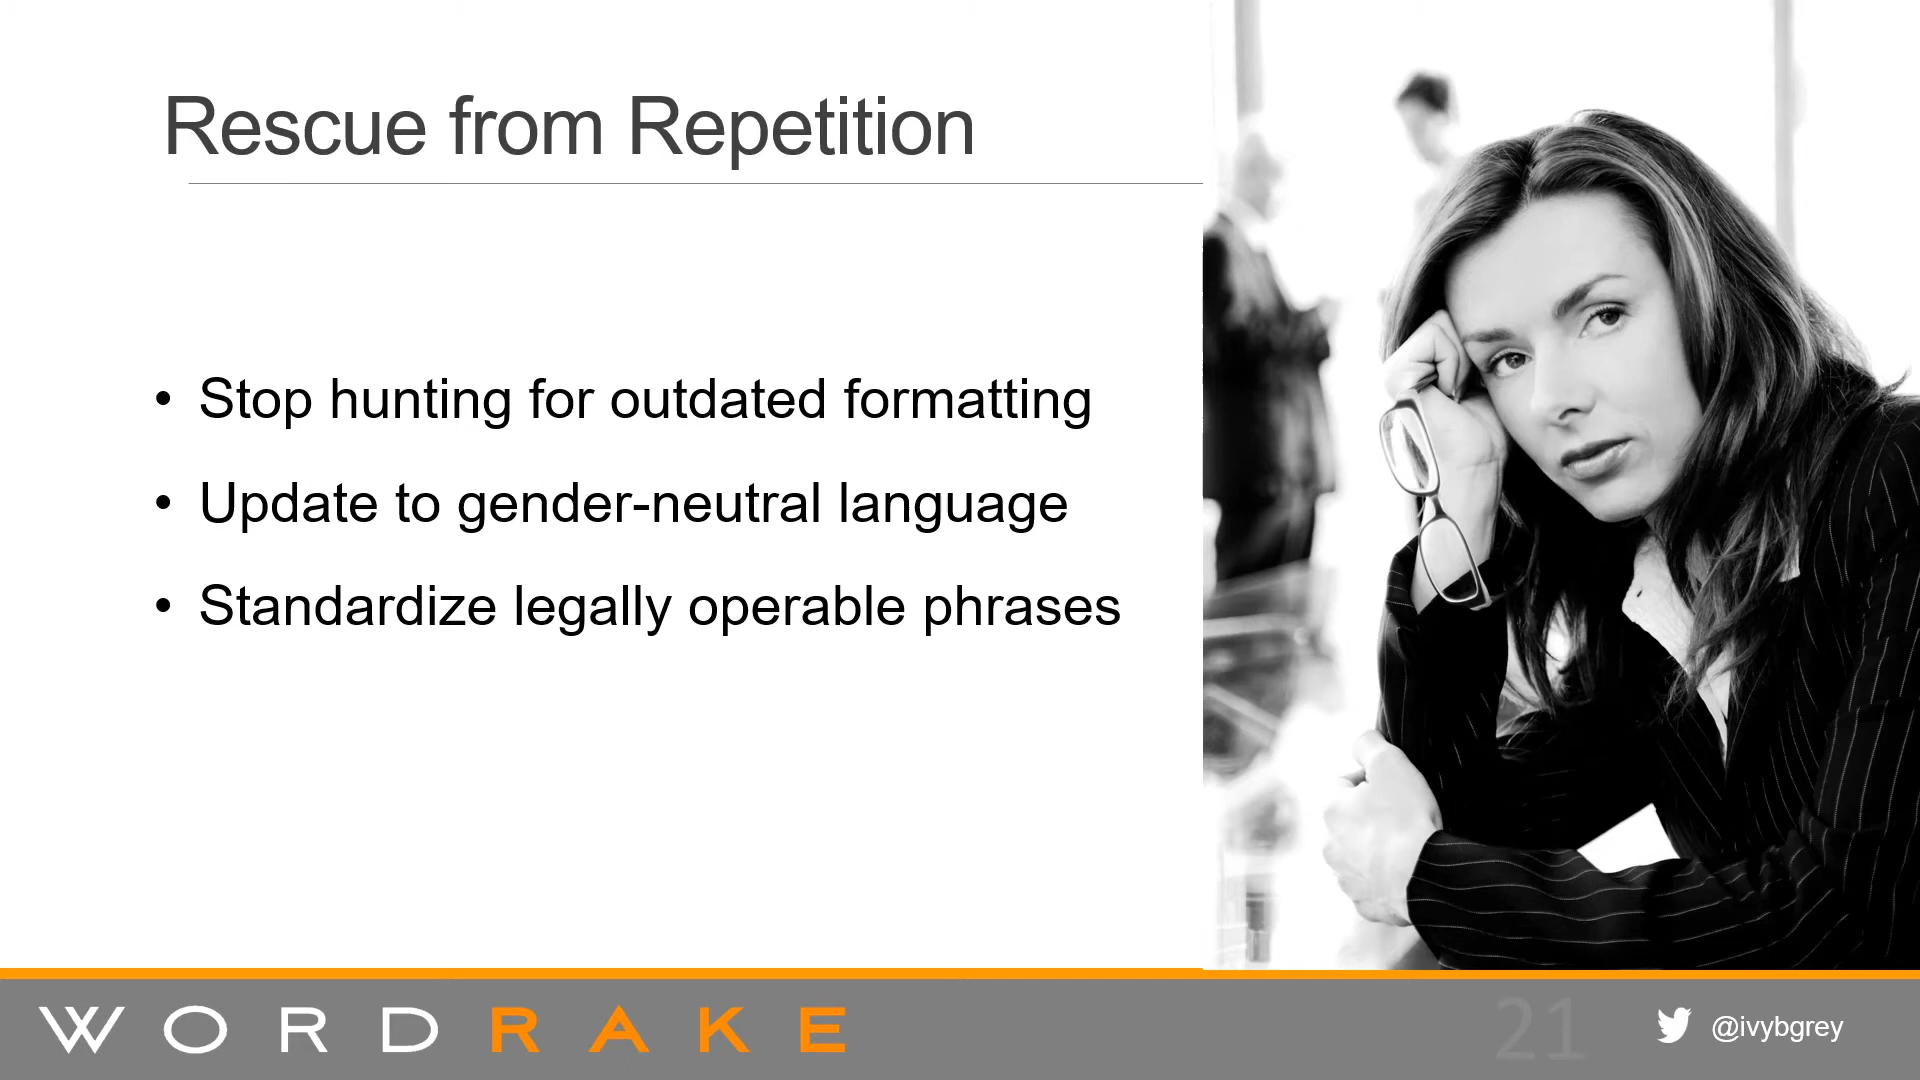 Rescue from Repetition
• Stop hunting for outdated formatting
• Update to gender-neutral language
• Standardize legally operable phrases
WORDRAKE
21
@ivybgrey